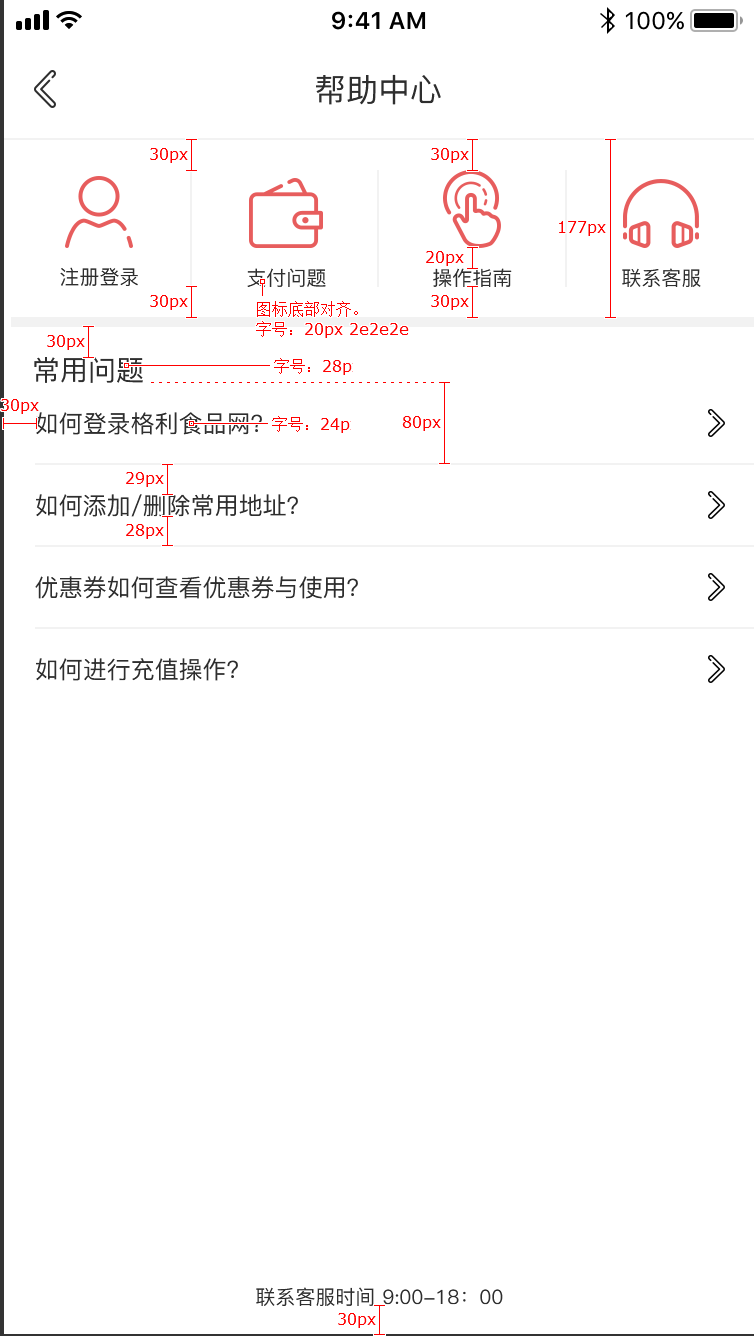 9:41 AM 100%
帮助中心
30px 30px
177px
注册登录 支付问题 操作指南 联系客服
20px
30px 30px
图标底部对齐。
字号：20px 2e2e2e
30px
常用问题 字号：28p
30px
如何登录格利食品网? 字号：24p 80px
29px
如何添加/删除常用地址?
28px
优惠券如何查看优惠券与使用?
如何进行充值操作?
联系客服时间 9:00-18：00
30px